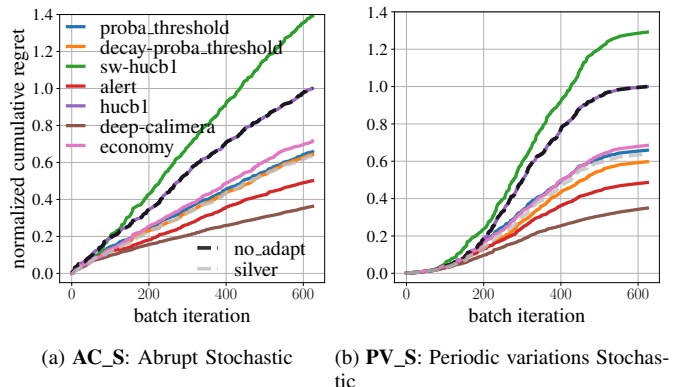 1.4
1.2
1.0
0.8
0.6
0.4
0.2
0.0
normalized cumulative regret
proba_threshold
decay-proba_threshold
sw-hucb1
alert
hucb1
deep-calimera
economy
no_adapt
silver
0
200
400
600
batch iteration
1.4
1.2
1.0
0.8
0.6
0.4
0.2
0.0
0
200
400
600
batch iteration
(a) AC_S: Abrupt Stochastic
(b) PV_S: Periodic variations Stochas-
tic